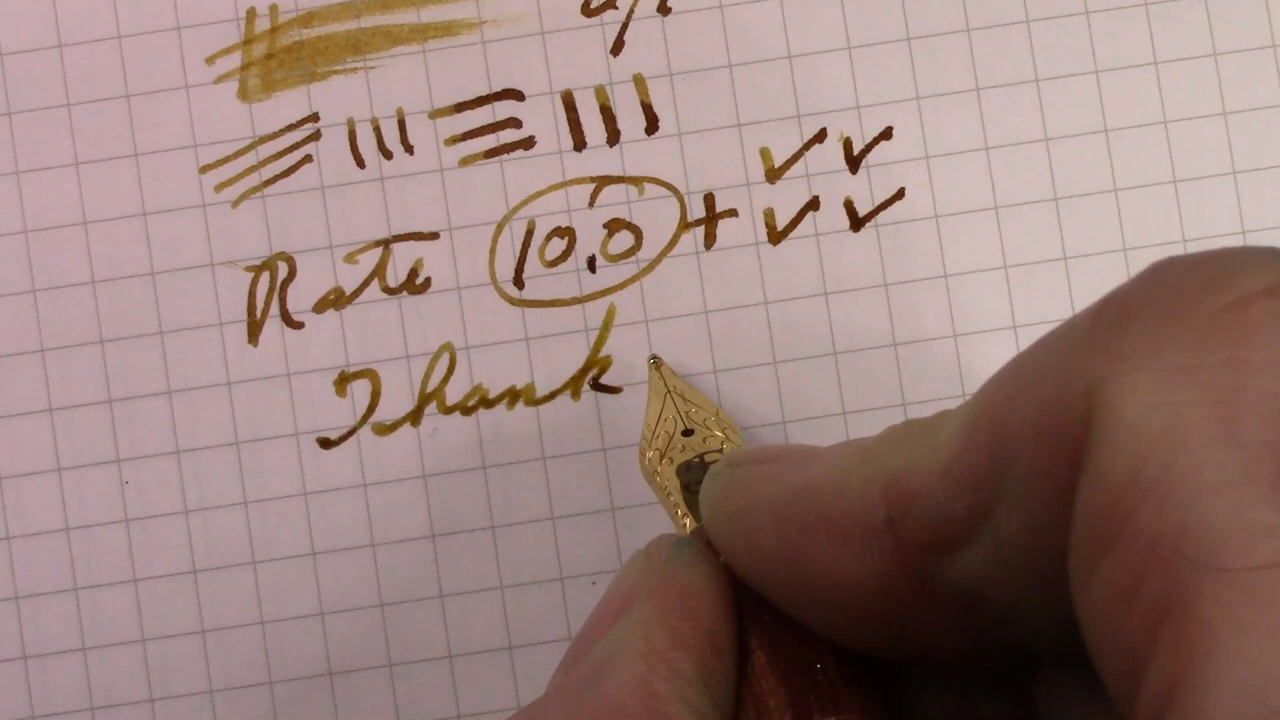 Rate 10.0 + ✓ ✓ ✓ ✓
Thank